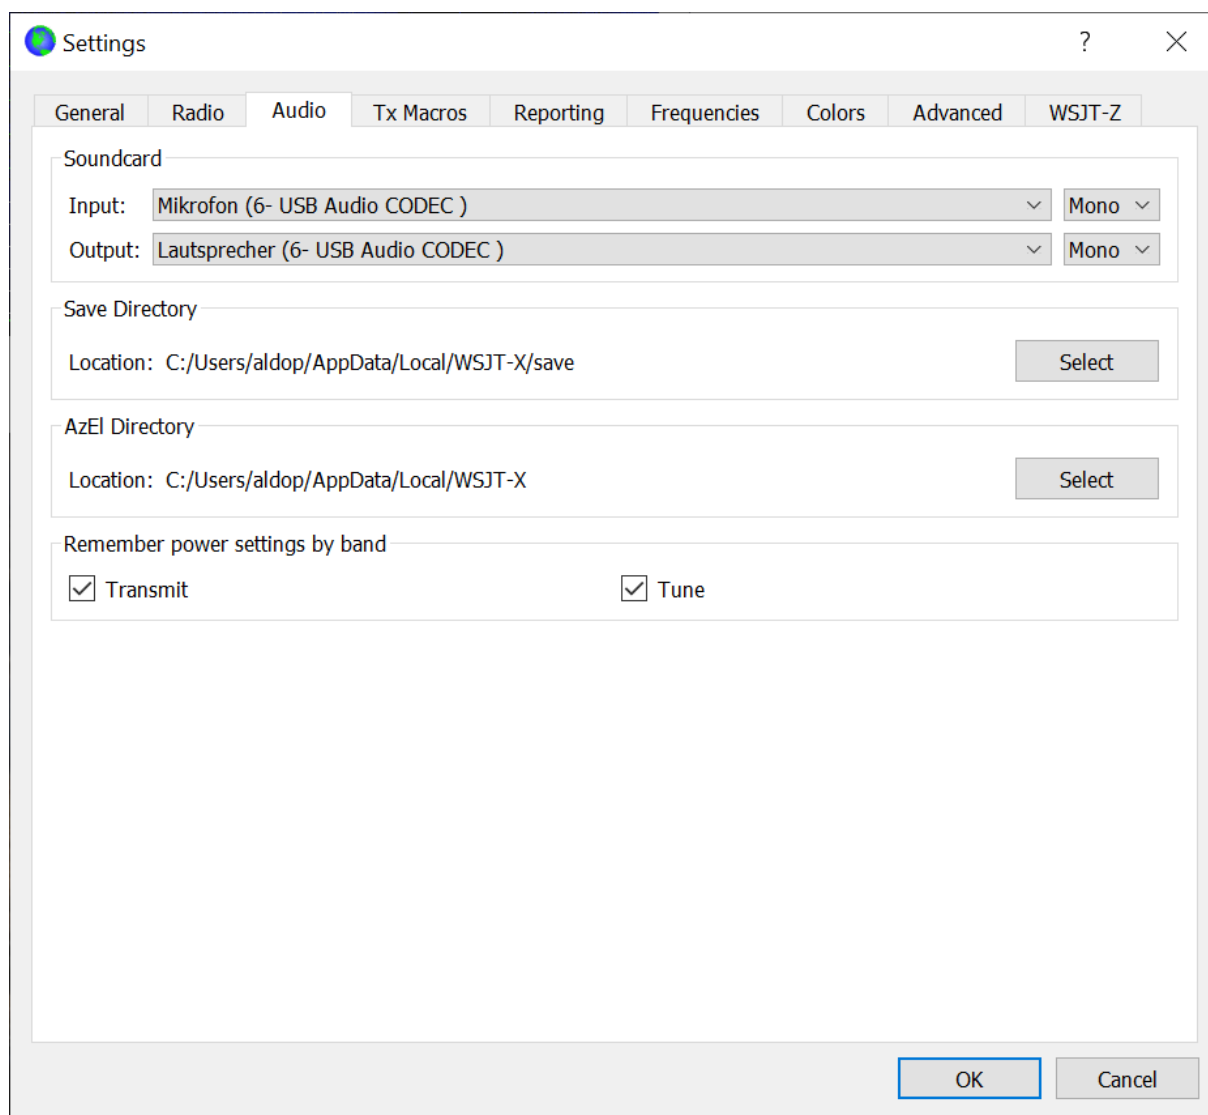 Settings
?
General Radio Audio Tx Macros Reporting Frequencies Colors Advanced WSJT-Z
Soundcard
Input: Mikrofon (6- USB Audio CODEC ) Mono
Output: Lautsprecher (6- USB Audio CODEC ) Mono
Save Directory
Location: C:/Users/aldop/AppData/Local/WSJT-X/save Select
AzEl Directory
Location: C:/Users/aldop/AppData/Local/WSJT-X Select
Remember power settings by band
Transmit Tune
OK Cancel